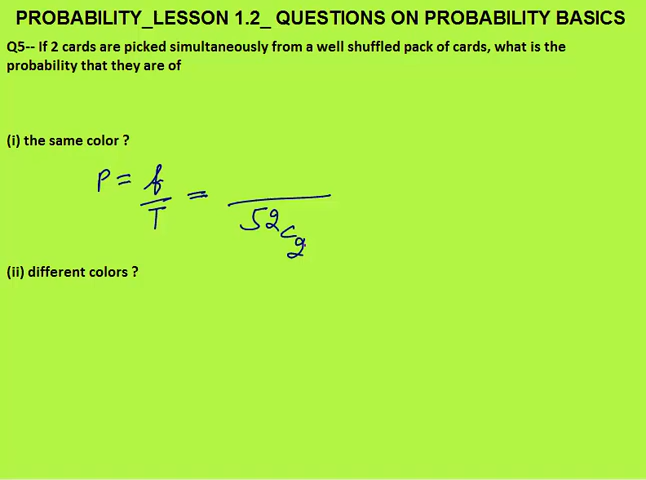 PROBABILITY_LESSON 1.2_ QUESTIONS ON PROBABILITY BASICS
Q5-- If 2 cards are picked simultaneously from a well shuffled pack of cards, what is the
probability that they are of
(i) the same color ?
P = f/T = /52c2
(ii) different colors ?